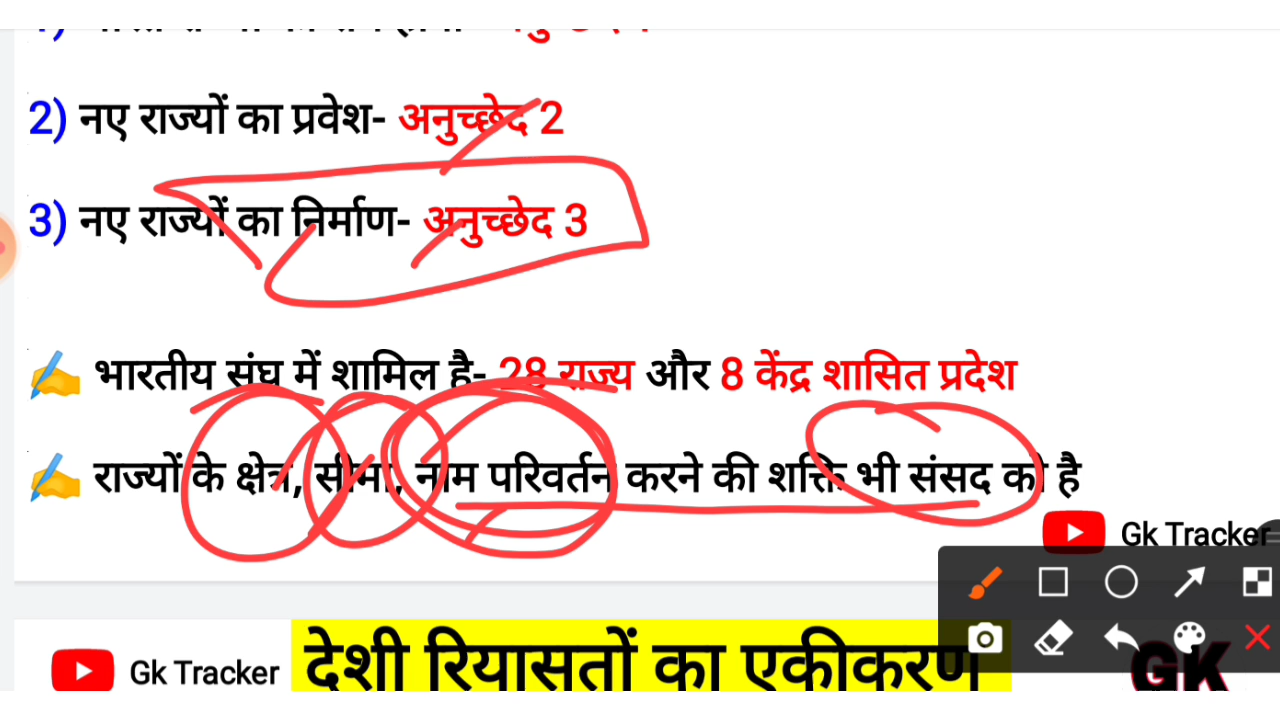 2) नए राज्यों का प्रवेश- अनुच्छेद 2
3) नए राज्यों का निर्माण- अनुच्छेद 3
भारतीय संघ में शामिल है- 28 राज्य और 8 केंद्र शासित प्रदेश
राज्यों के क्षेत्र, सीमा, नाम परिवर्तन करने की शक्ति भी संसद को है
Gk Tracker
Gk Tracker
देशी रियासतों का एकीकरण
GK